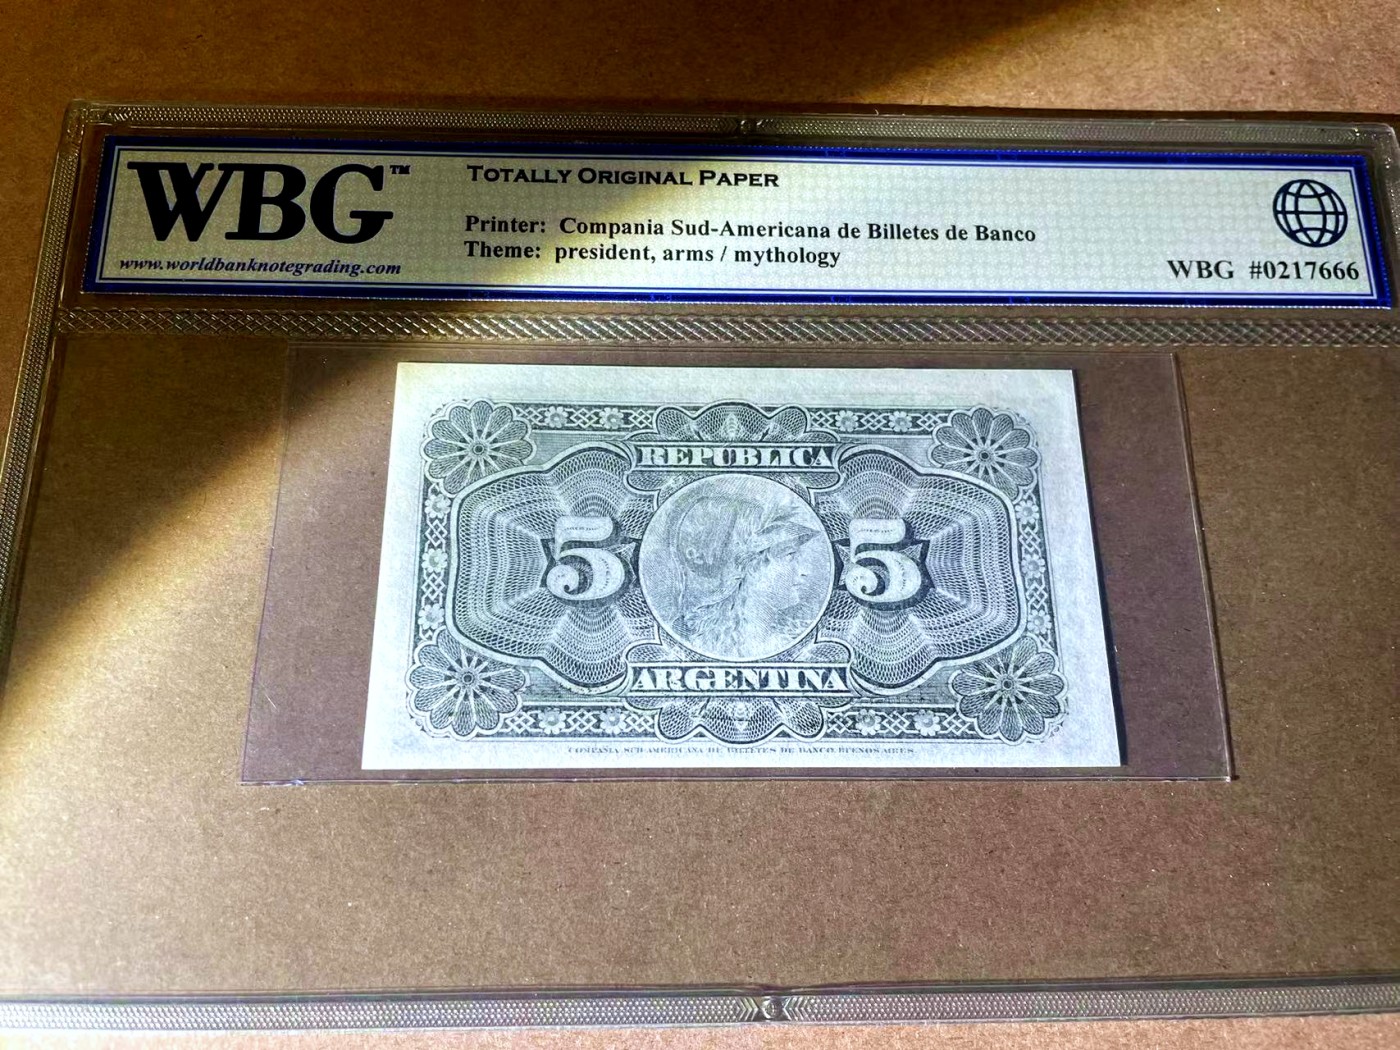 WBG™
www.worldbanknotegrading.com
TOTALLY ORIGINAL PAPER
Printer: Compania Sud-Americana de Billetes de Banco
Theme: president, arms / mythology
WBG #0217666
REPUBLICA
5 5
ARGENTINA
COMPAÑIA SUD-AMERICANA DE BILLETES DE BANCO. BUENOS AIRES.